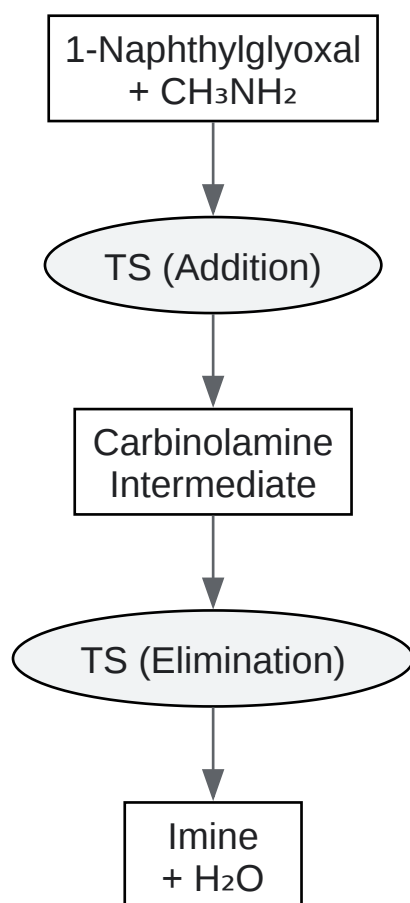 1-Naphthylglyoxal
+ CH₃NH₂
TS (Addition)
Carbinolamine
Intermediate
TS (Elimination)
Imine
+ H₂O